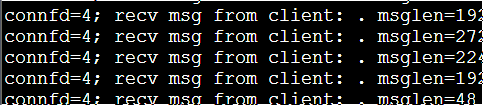 connfd=4; recv msg from client: . msglen=192
connfd=4; recv msg from client: . msglen=272
connfd=4; recv msg from client: . msglen=224
connfd=4; recv msg from client: . msglen=192
connfd=4; recv msg from client: . msglen=48